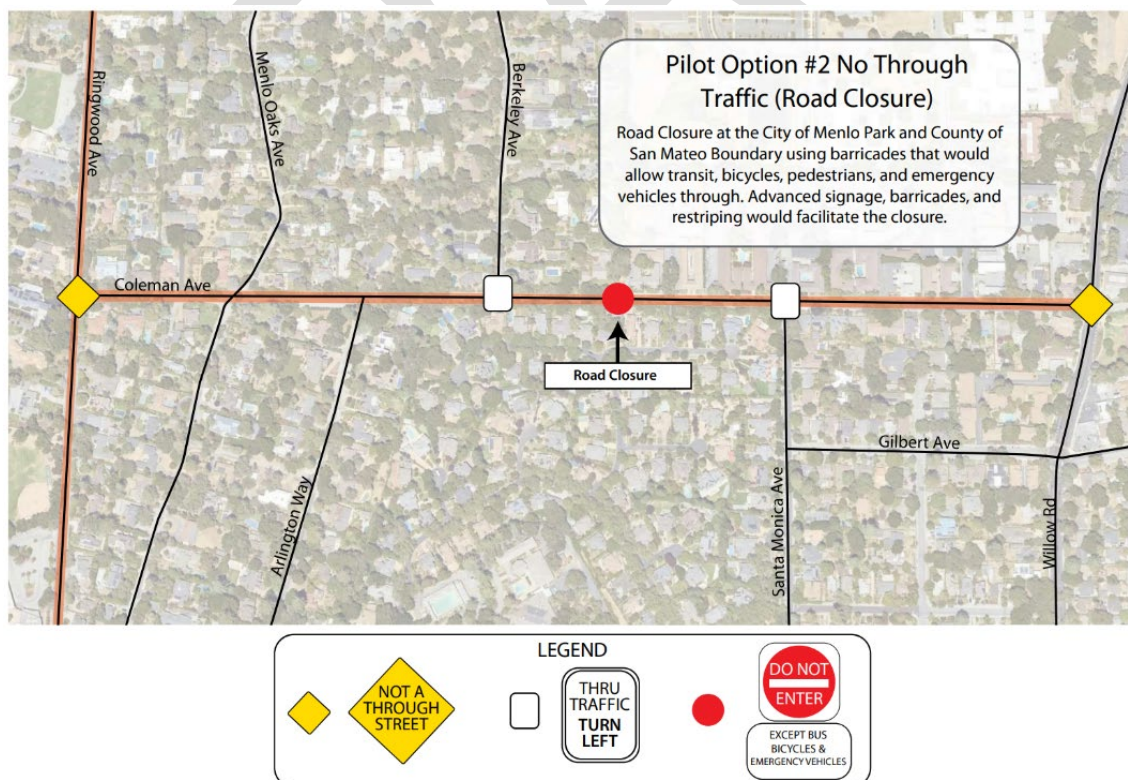 Pilot Option #2 No Through
Traffic (Road Closure)
Road Closure at the City of Menlo Park and County of
San Mateo Boundary using barricades that would
allow transit, bicycles, pedestrians, and emergency
vehicles through. Advanced signage, barricades, and
restriping would facilitate the closure.
Ringwood Ave
Menlo Oaks Ave
Berkeley Ave
Coleman Ave
Road Closure
Arlington Way
Santa Monica Ave
Gilbert Ave
Willow Rd
LEGEND
NOT A
THROUGH
STREET
THRU
TRAFFIC
TURN
LEFT
DO NOT
ENTER
EXCEPT BUS
BICYCLES &
EMERGENCY VEHICLES